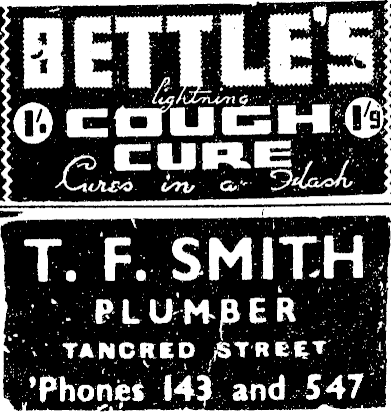 BETTLE'S
lightning
1/. COUGH 1/9
CURE
Cures in a Flash
T. F. SMITH
PLUMBER
TANCRED STREET
'Phones 143 and 547